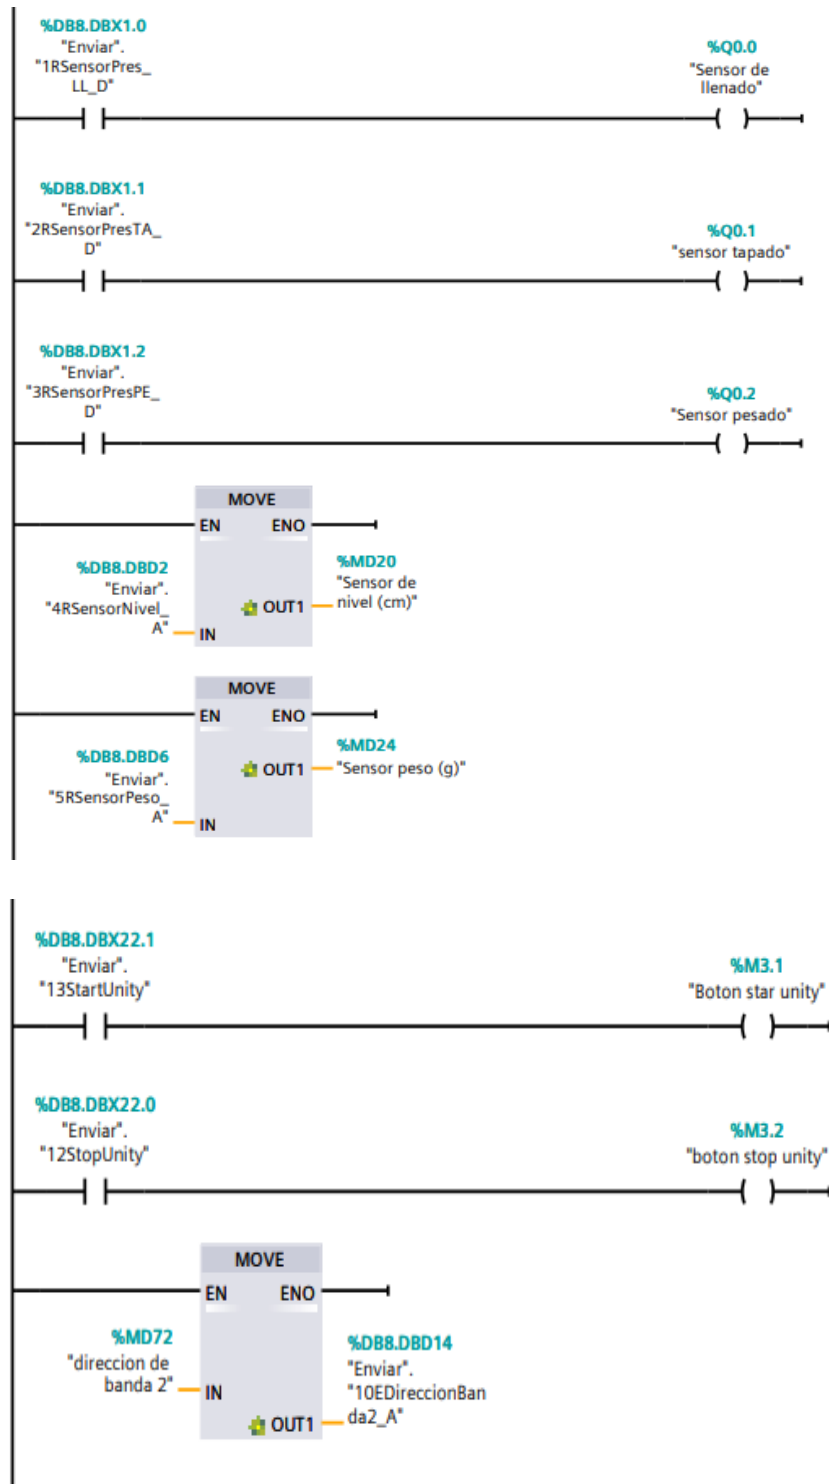 %DB8.DBX1.0
"Enviar".
"1RSensorPres_
LL_D"
%Q0.0
"Sensor de
llenado"
%DB8.DBX1.1
"Enviar".
"2RSensorPresTA_
D"
%Q0.1
"sensor tapado"
%DB8.DBX1.2
"Enviar".
"3RSensorPresPE_
D"
%Q0.2
"Sensor pesado"
MOVE
EN ENO
%DB8.DBD2
"Enviar".
"4RSensorNivel_
A"
IN
OUT1
%MD20
"Sensor de
nivel (cm)"
MOVE
EN ENO
%DB8.DBD6
"Enviar".
"5RSensorPeso_
A"
IN
OUT1
%MD24
"Sensor peso (g)"
%DB8.DBX22.1
"Enviar".
"13StartUnity"
%M3.1
"Boton star unity"
%DB8.DBX22.0
"Enviar".
"12StopUnity"
%M3.2
"boton stop unity"
MOVE
EN ENO
%MD72
"direccion de
banda 2"
IN
OUT1
%DB8.DBD14
"Enviar".
"10EDireccionBan
da2_A"